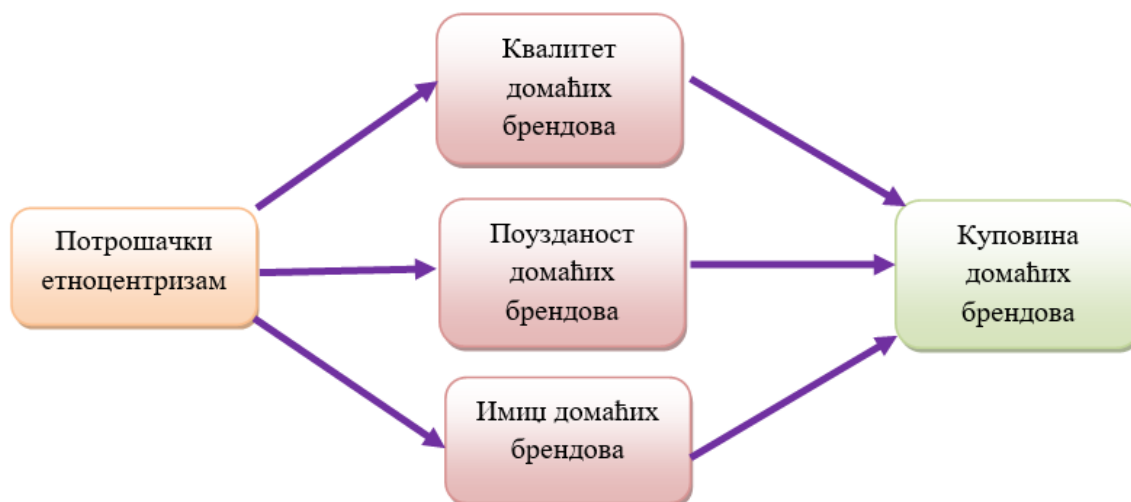 Квалитет
домаћих
брендова
Потрошачки
етноцентризам
Поузданост
домаћих
брендова
Куповина
домаћих
брендова
Имиџ домаћих
брендова